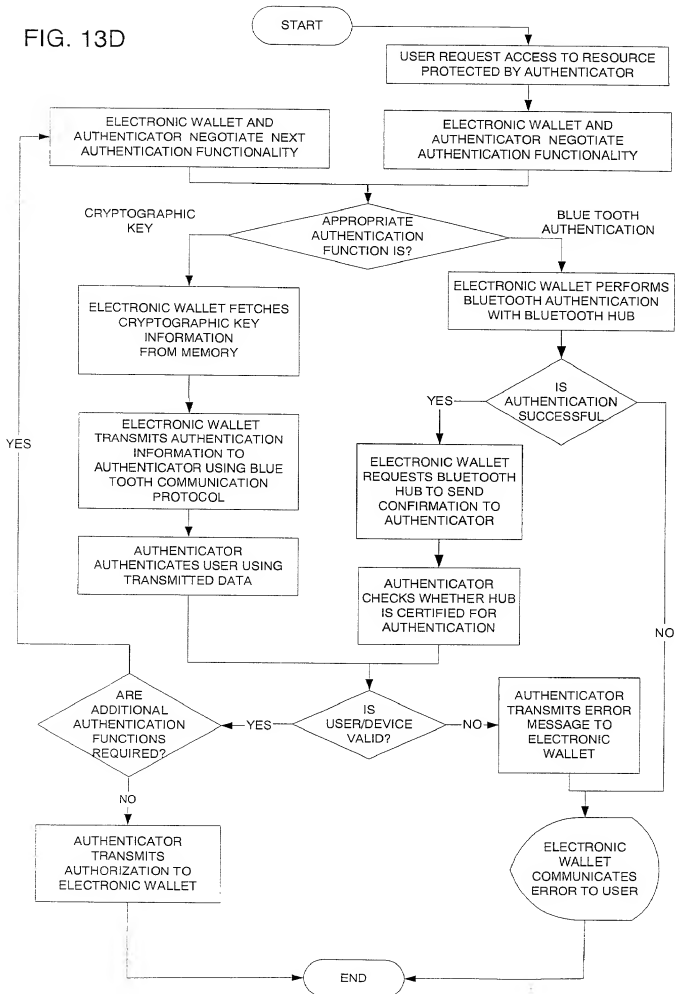 FIG. 13D
START
USER REQUEST ACCESS TO RESOURCE
PROTECTED BY AUTHENTICATOR
ELECTRONIC WALLET AND
AUTHENTICATOR NEGOTIATE NEXT
AUTHENTICATION FUNCTIONALITY
ELECTRONIC WALLET AND
AUTHENTICATOR NEGOTIATE
AUTHENTICATION FUNCTIONALITY
CRYPTOGRAPHIC
KEY
APPROPRIATE
AUTHENTICATION
FUNCTION IS?
BLUE TOOTH
AUTHENTICATION
ELECTRONIC WALLET FETCHES
CRYPTOGRAPHIC KEY
INFORMATION
FROM MEMORY
ELECTRONIC WALLET PERFORMS
BLUETOOTH AUTHENTICATION
WITH BLUETOOTH HUB
IS
AUTHENTICATION
SUCCESSFUL
YES
ELECTRONIC WALLET
TRANSMITS AUTHENTICATION
INFORMATION TO
AUTHENTICATOR USING BLUE
TOOTH COMMUNICATION
PROTOCOL
YES
ELECTRONIC WALLET
REQUESTS BLUETOOTH
HUB TO SEND
CONFIRMATION TO
AUTHENTICATOR
AUTHENTICATOR
AUTHENTICATES USER USING
TRANSMITTED DATA
AUTHENTICATOR
CHECKS WHETHER HUB
IS CERTIFIED FOR
AUTHENTICATION
NO
ARE
ADDITIONAL
AUTHENTICATION
FUNCTIONS
REQUIRED?
YES
IS
USER/DEVICE
VALID?
NO
AUTHENTICATOR
TRANSMITS ERROR
MESSAGE TO
ELECTRONIC
WALLET
NO
AUTHENTICATOR
TRANSMITS
AUTHORIZATION TO
ELECTRONIC WALLET
ELECTRONIC
WALLET
COMMUNICATES
ERROR TO USER
END